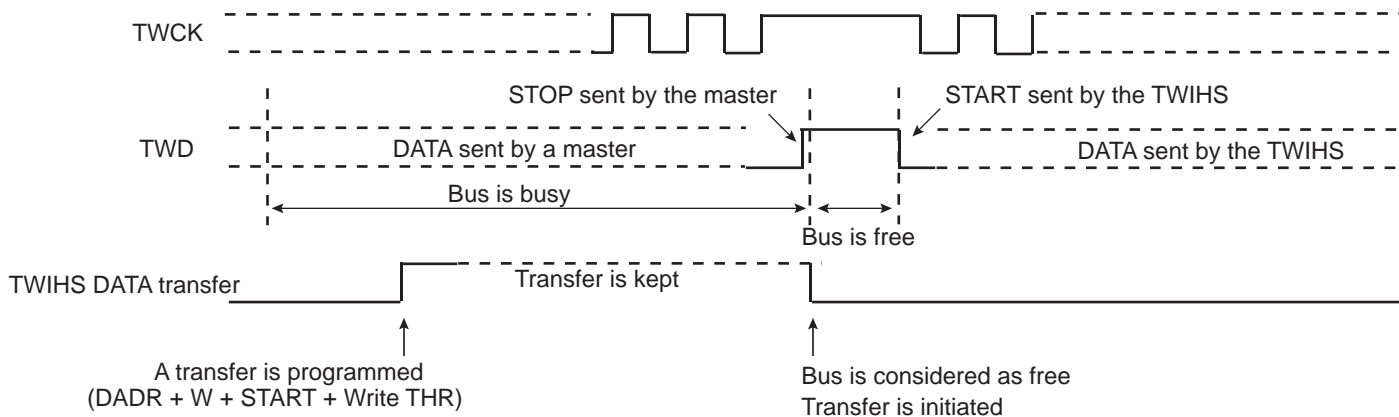 TWCK
STOP sent by the master
START sent by the TWIHS
TWD
DATA sent by a master
DATA sent by the TWIHS
Bus is busy
Bus is free
TWIHS DATA transfer
Transfer is kept
A transfer is programmed
(DADR + W + START + Write THR)
Bus is considered as free
Transfer is initiated